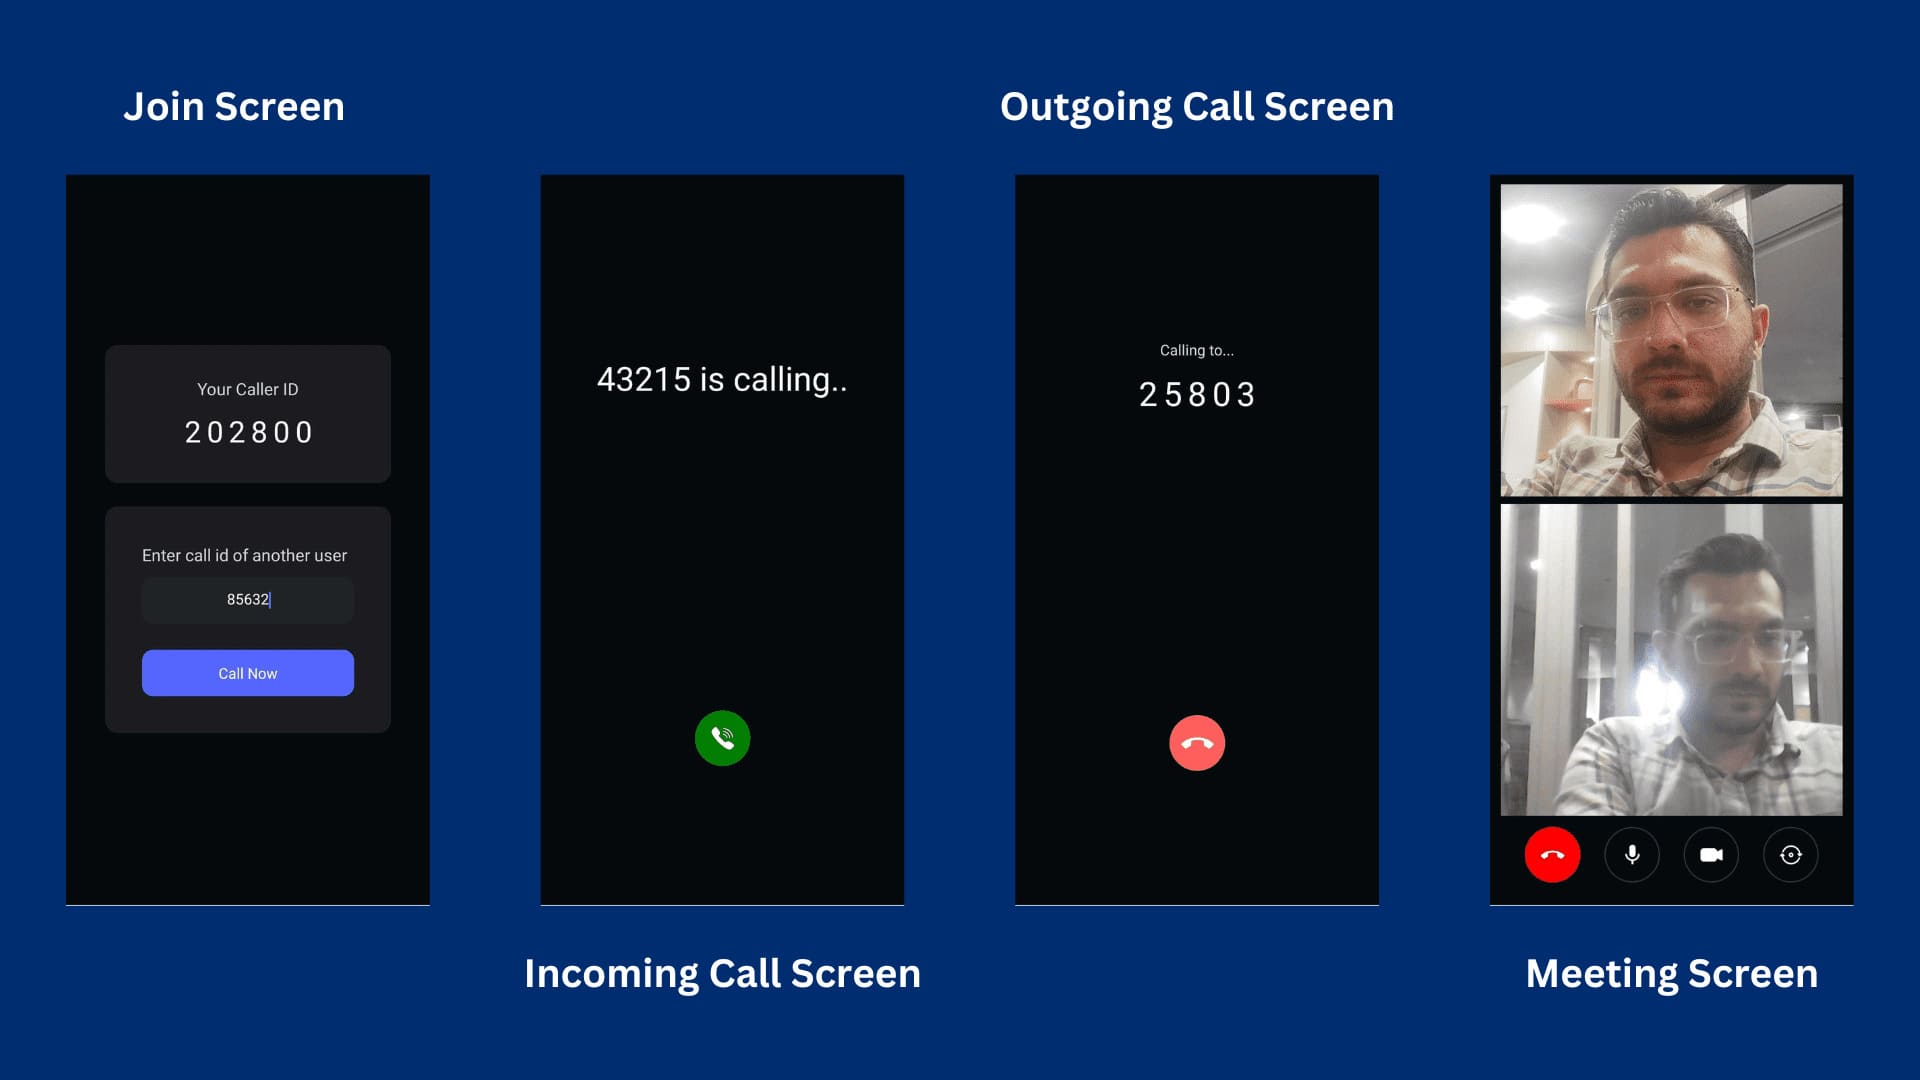 Join Screen
Your Caller ID
202800
Enter call id of another user
85632
Call Now
43215 is calling..
Incoming Call Screen
Outgoing Call Screen
Calling to...
25803
Meeting Screen